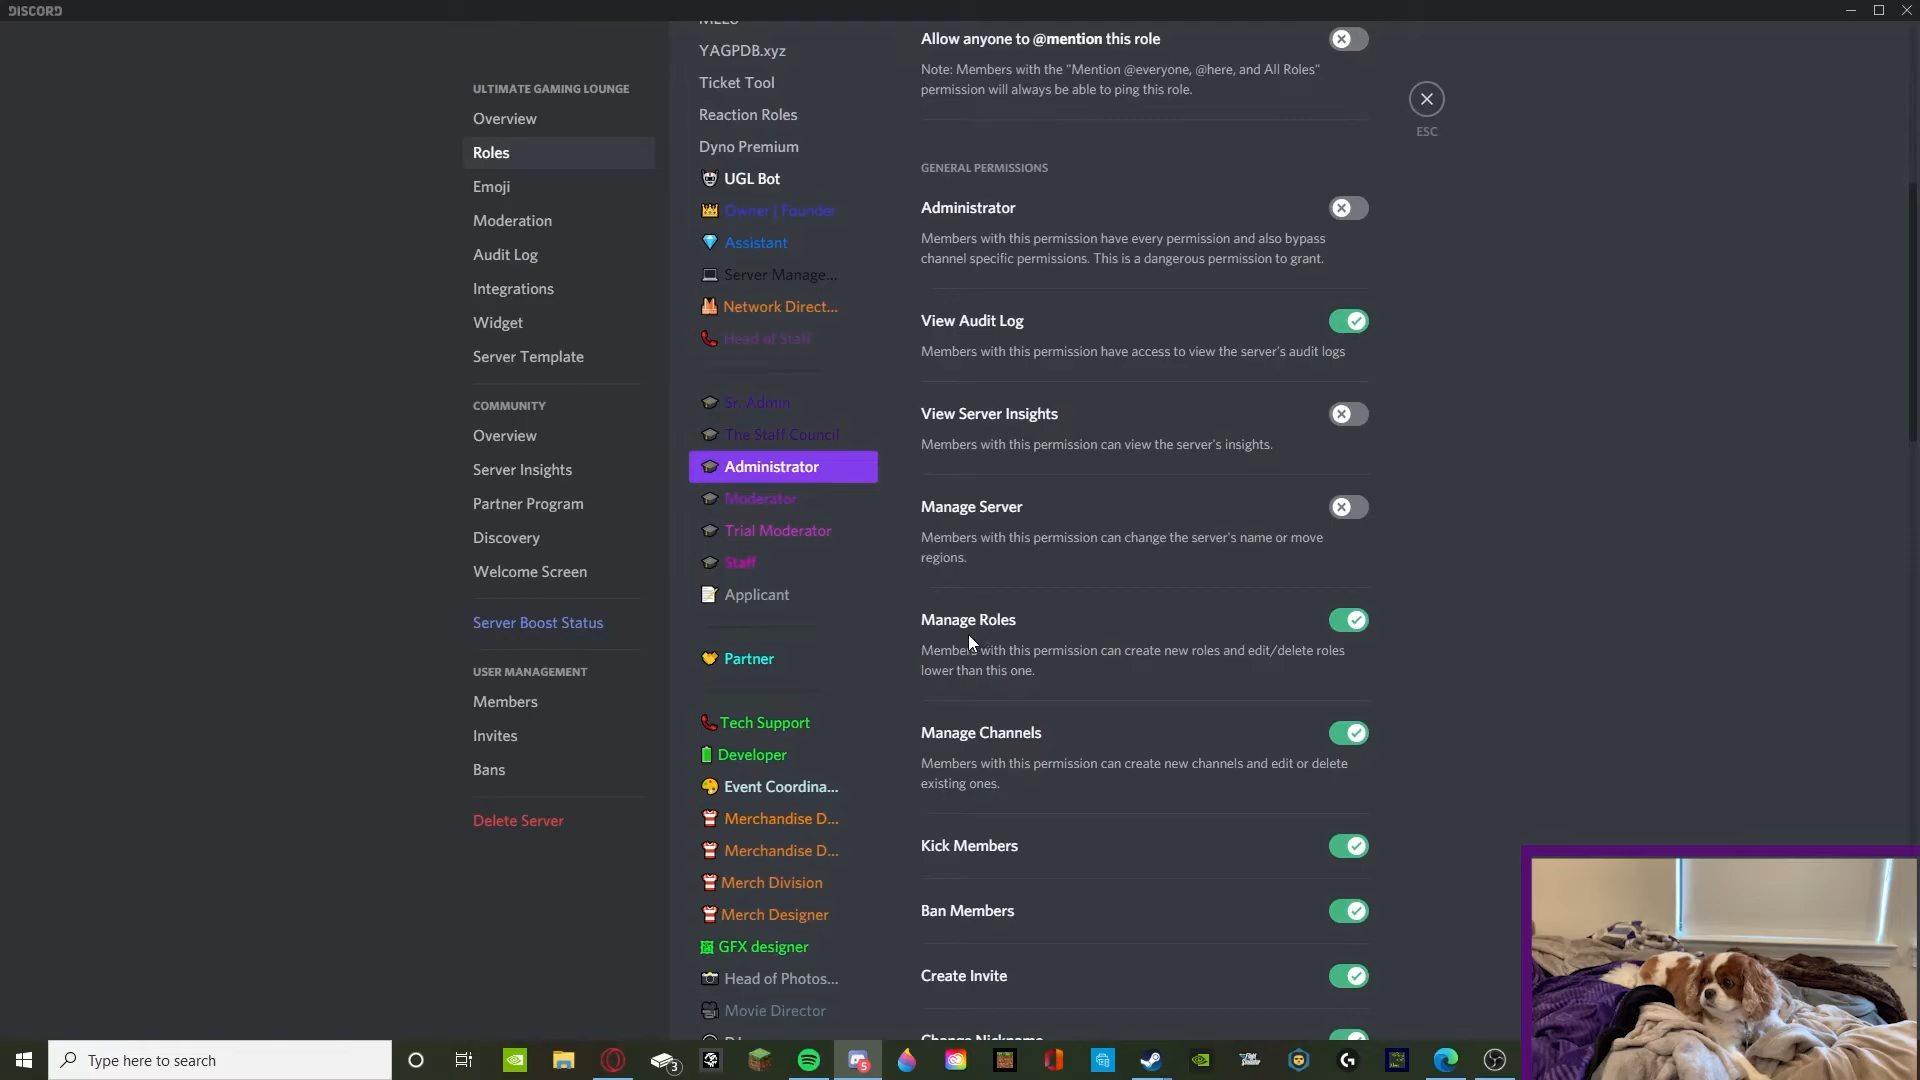 DISCORD
ULTIMATE GAMING LOUNGE
Overview
Roles
Emoji
Moderation
Audit Log
Integrations
Widget
Server Template
COMMUNITY
Overview
Server Insights
Partner Program
Discovery
Welcome Screen
Server Boost Status
USER MANAGEMENT
Members
Invites
Bans
Delete Server
YAGPDB.xyz
Ticket Tool
Reaction Roles
Dyno Premium
UGL Bot
Owner | Founder
Assistant
Server Manage...
Network Direct...
Head of Staff
Sr. Admin
The Staff Council
Administrator
Moderator
Trial Moderator
Staff
Applicant
Partner
Tech Support
Developer
Event Coordina...
Merchandise D...
Merchandise D...
Merch Division
Merch Designer
GFX designer
Head of Photos...
Movie Director
Allow anyone to @mention this role
Note: Members with the "Mention @everyone, @here, and All Roles"
permission will always be able to ping this role.
ESC
GENERAL PERMISSIONS
Administrator
Members with this permission have every permission and also bypass
channel specific permissions. This is a dangerous permission to grant.
View Audit Log
Members with this permission have access to view the server's audit logs
View Server Insights
Members with this permission can view the server's insights.
Manage Server
Members with this permission can change the server's name or move
regions.
Manage Roles
Members with this permission can create new roles and edit/delete roles
lower than this one.
Manage Channels
Members with this permission can create new channels and edit or delete
existing ones.
Kick Members
Ban Members
Create Invite
Change Nickname
Type here to search
3
5